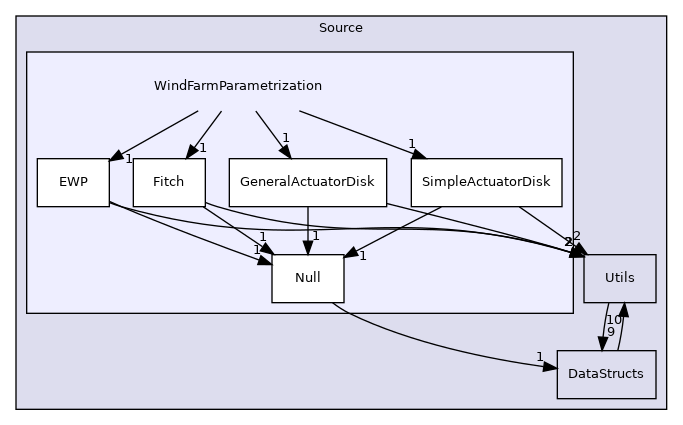 Source
WindFarmParametrization
1
1
1
1
EWP
Fitch
GeneralActuatorDisk
SimpleActuatorDisk
1
1
1
1
2
2
Null
Utils
10
9
1
DataStructs